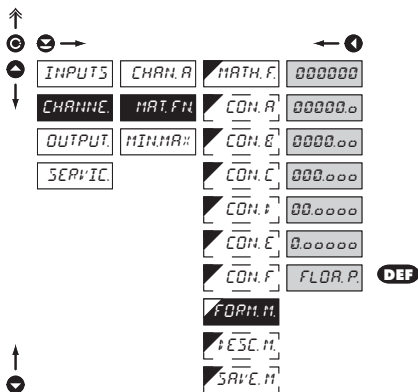 INPUTS CHAN. A MATH. F. 000000
CHANNE. MAT. FN. CON. A 00000.0
OUTPUT. MIN.MAX CON. B 0000.00
SERVIC. CON. C 000.000
CON. D 00.0000
CON. E 0.00000
CON. F FLOA. P. DEF
FORM. M.
DESC. M.
SAVE. M